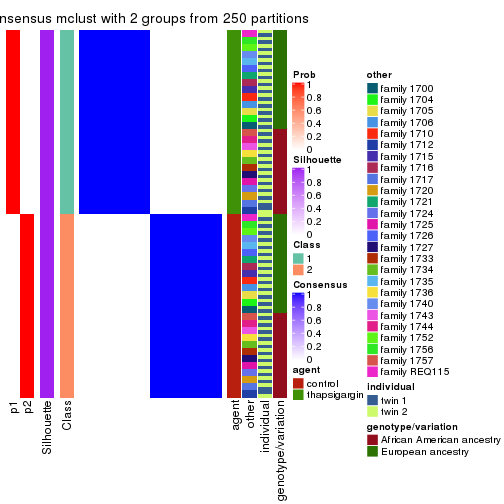 nsensus mclust with 2 groups from 250 partitions
p1
p2
Silhouette
Class
agent
other
individual
genotype/variation
Prob
1
0.8
0.6
0.4
0.2
0
Silhouette
1
0.8
0.6
0.4
0.2
0
Class
1
2
Consensus
1
0.8
0.6
0.4
0.2
0
agent
control
thapsigargin
other
family 1700
family 1704
family 1705
family 1706
family 1710
family 1712
family 1715
family 1716
family 1717
family 1720
family 1721
family 1724
family 1725
family 1726
family 1727
family 1733
family 1734
family 1735
family 1736
family 1740
family 1743
family 1744
family 1752
family 1756
family 1757
family REQ115
individual
twin 1
twin 2
genotype/variation
African American ancestry
European ancestry